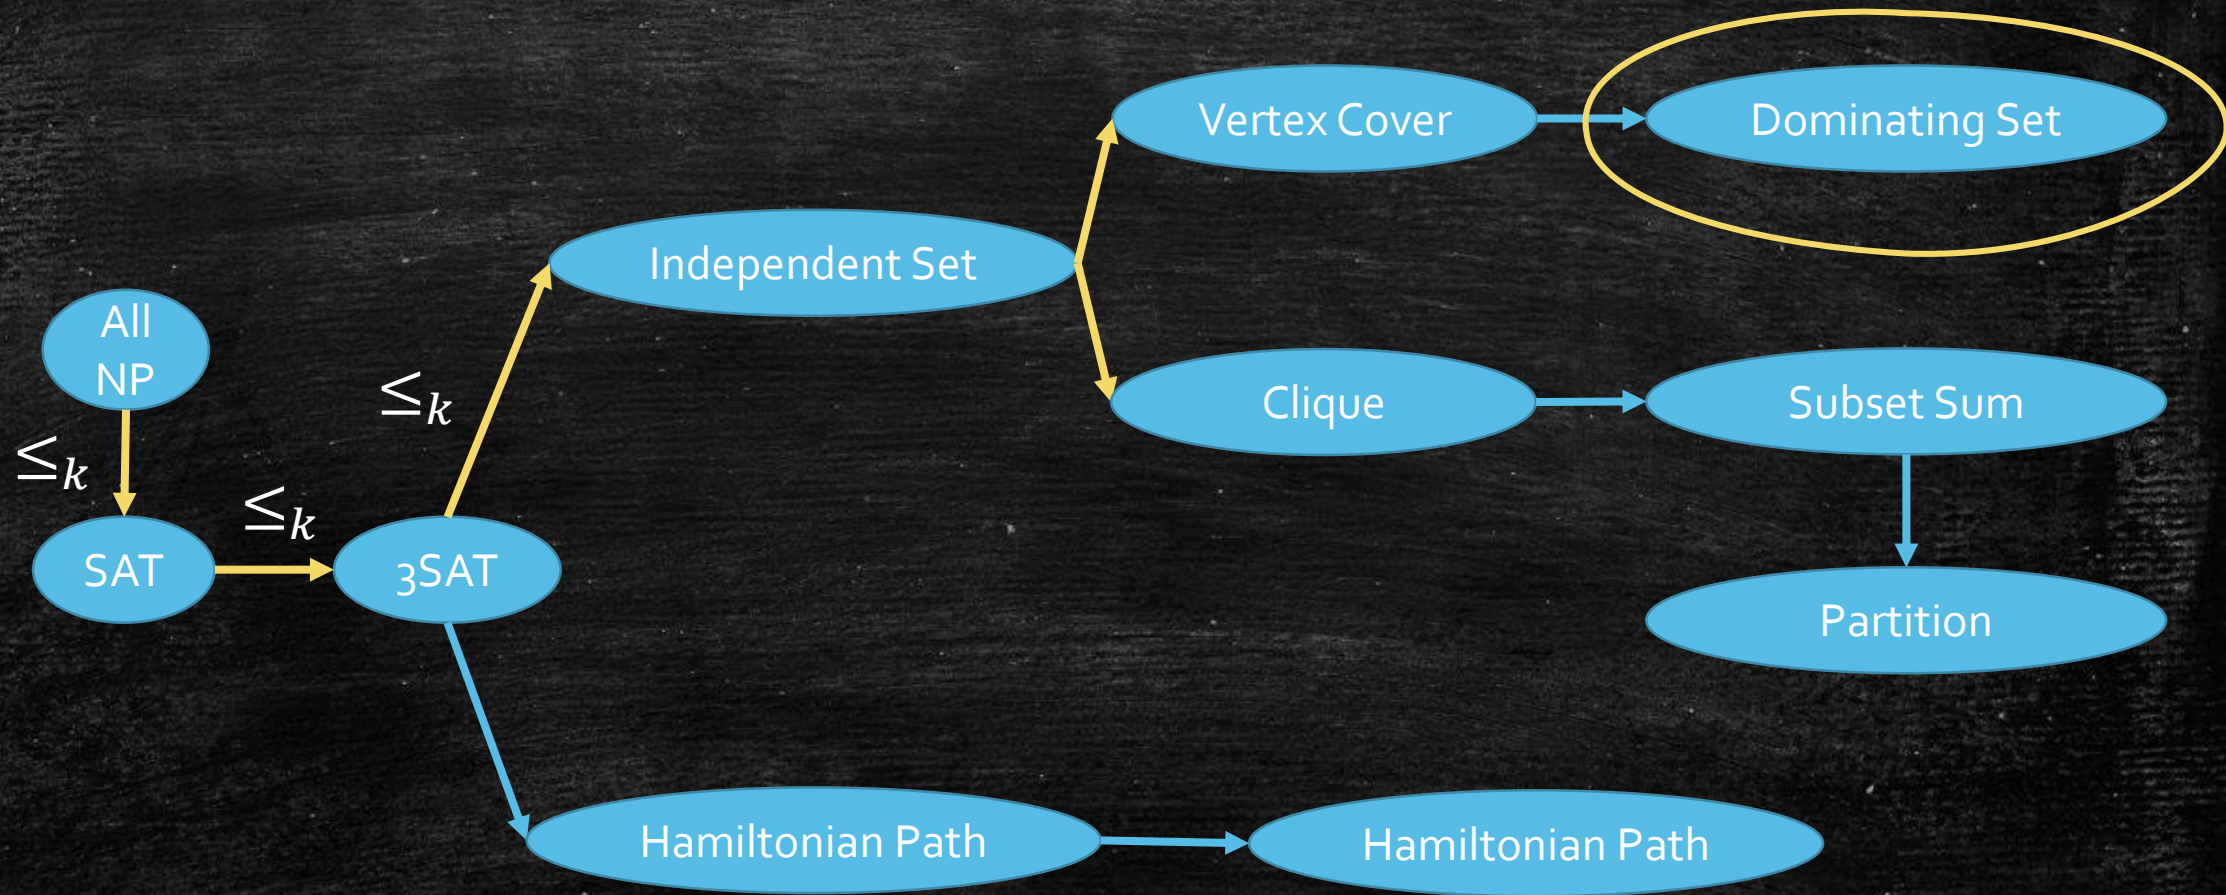 Vertex Cover
Dominating Set
Independent Set
All
NP
≤k
Clique
Subset Sum
≤k
≤k
SAT
3SAT
Partition
Hamiltonian Path
Hamiltonian Path